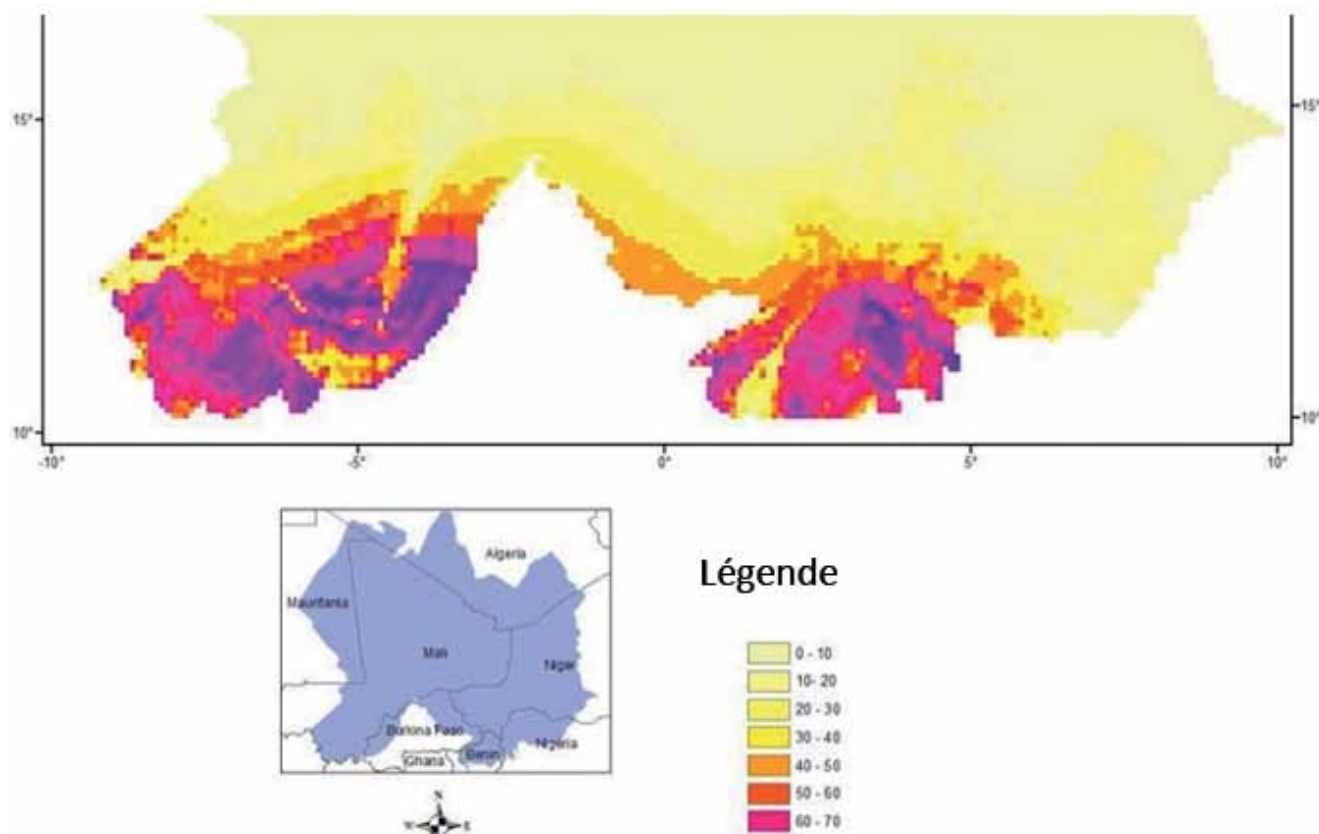 15°
15°
10°
10°
-10°
-5°
0°
5°
10°
Algeria
Mauritania
Mali
Niger
Burkina Faso
Ghana
Benin
Nigeria
N
W
E
Légende
0 - 10
10- 20
20 - 30
30 - 40
40 - 50
50 - 60
60 - 70